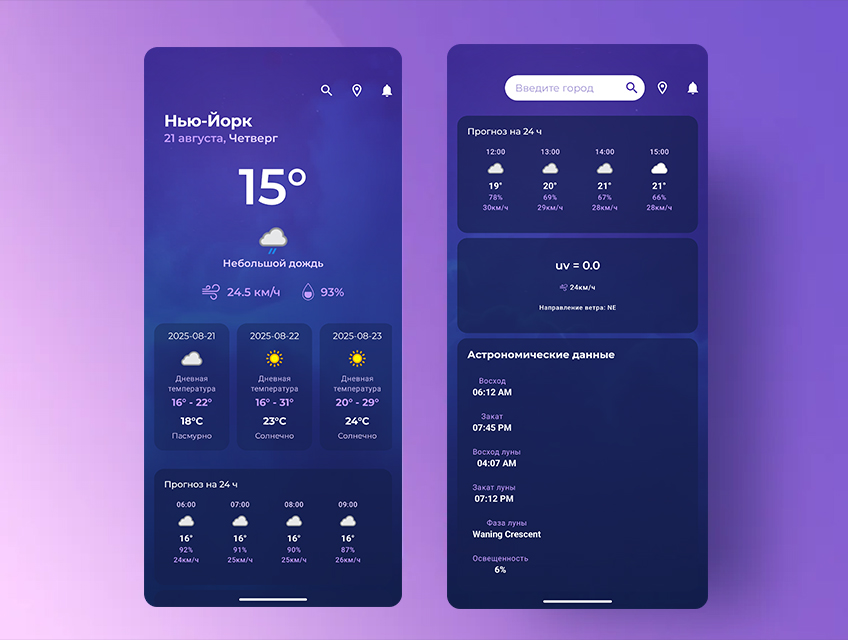 Нью-Йорк
21 августа, Четверг
15°
Небольшой дождь
24.5 км/ч 93%
2025-08-21 2025-08-22 2025-08-23
Дневная Дневная Дневная
температура температура температура
16° - 22° 16° - 31° 20° - 29°
18°C 23°C 24°C
Пасмурно Солнечно Солнечно
Прогноз на 24 ч
06:00 07:00 08:00 09:00
16° 16° 16° 16°
92% 91% 90% 87%
24км/ч 25км/ч 25км/ч 26км/ч
Введите город
Прогноз на 24 ч
12:00 13:00 14:00 15:00
19° 20° 21° 21°
78% 69% 67% 66%
30км/ч 29км/ч 28км/ч 28км/ч
uv = 0.0
24км/ч
Направление ветра: NE
Астрономические данные
Восход
06:12 AM
Закат
07:45 PM
Восход луны
04:07 AM
Закат луны
07:12 PM
Фаза луны
Waning Crescent
Освещенность
6%